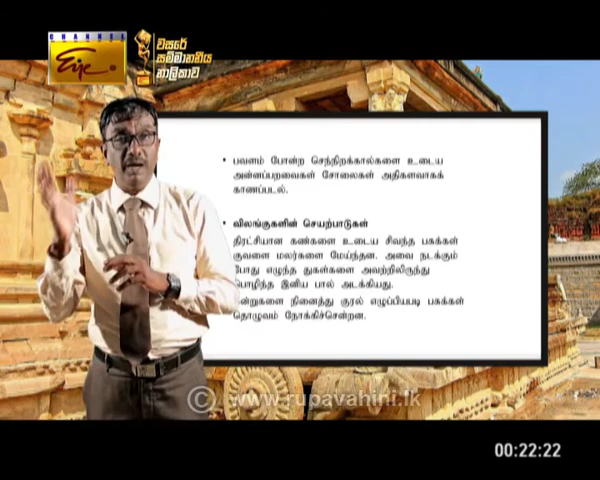 CHANNEL
Eye
විසරේ
සම්මානනීය
නාලිකාව
• பவளம் போன்ற செந்நிறக்கால்களை உடைய
அன்னப்பறவைகள் சோலைகள் அதிகளவாகக்
காணப்படல்.
• விலங்குகளின் செயற்பாடுகள்
திரட்சியான கண்களை உடைய சிவந்த பசுக்கள்
குவளை மலர்களை மேய்ந்தன. அவை நடக்கும்
போது எழுந்த துகள்களை அவற்றிலிருந்து
பொழிந்த இனிய பால் அடக்கியது.
கன்றுகளை நினைத்து குரல் எழுப்பியபடி பசுக்கள்
தொழுவம் நோக்கிச்சென்றன.
© www.rupavahini.lk
00:22:22